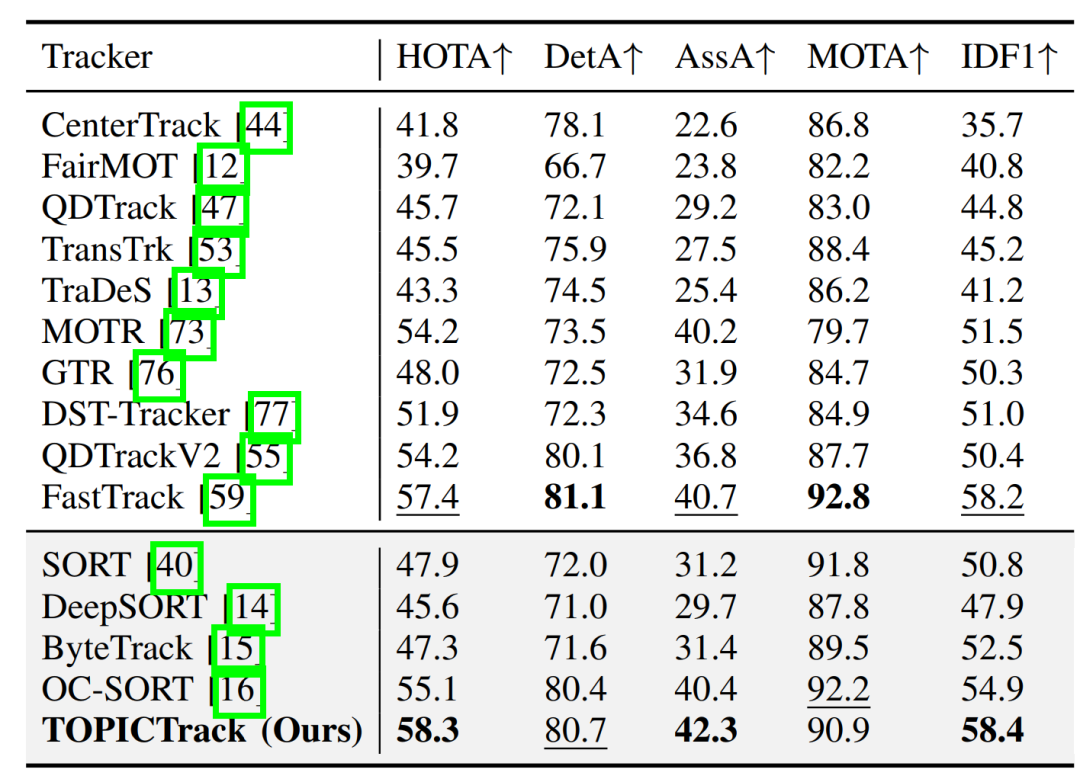 Tracker HOTA↑ DetA↑ AssA↑ MOTA↑ IDF1↑
CenterTrack [44] 41.8 78.1 22.6 86.8 35.7
FairMOT [12] 39.7 66.7 23.8 82.2 40.8
QDTrack [47] 45.7 72.1 29.2 83.0 44.8
TransTrk [53] 45.5 75.9 27.5 88.4 45.2
TraDeS [13] 43.3 74.5 25.4 86.2 41.2
MOTR [73] 54.2 73.5 40.2 79.7 51.5
GTR [76] 48.0 72.5 31.9 84.7 50.3
DST-Tracker [77] 51.9 72.3 34.6 84.9 51.0
QDTrackV2 [55] 54.2 80.1 36.8 87.7 50.4
FastTrack [59] 57.4 81.1 40.7 92.8 58.2
SORT [40] 47.9 72.0 31.2 91.8 50.8
DeepSORT [14] 45.6 71.0 29.7 87.8 47.9
ByteTrack [15] 47.3 71.6 31.4 89.5 52.5
OC-SORT [16] 55.1 80.4 40.4 92.2 54.9
TOPICTrack (Ours) 58.3 80.7 42.3 90.9 58.4